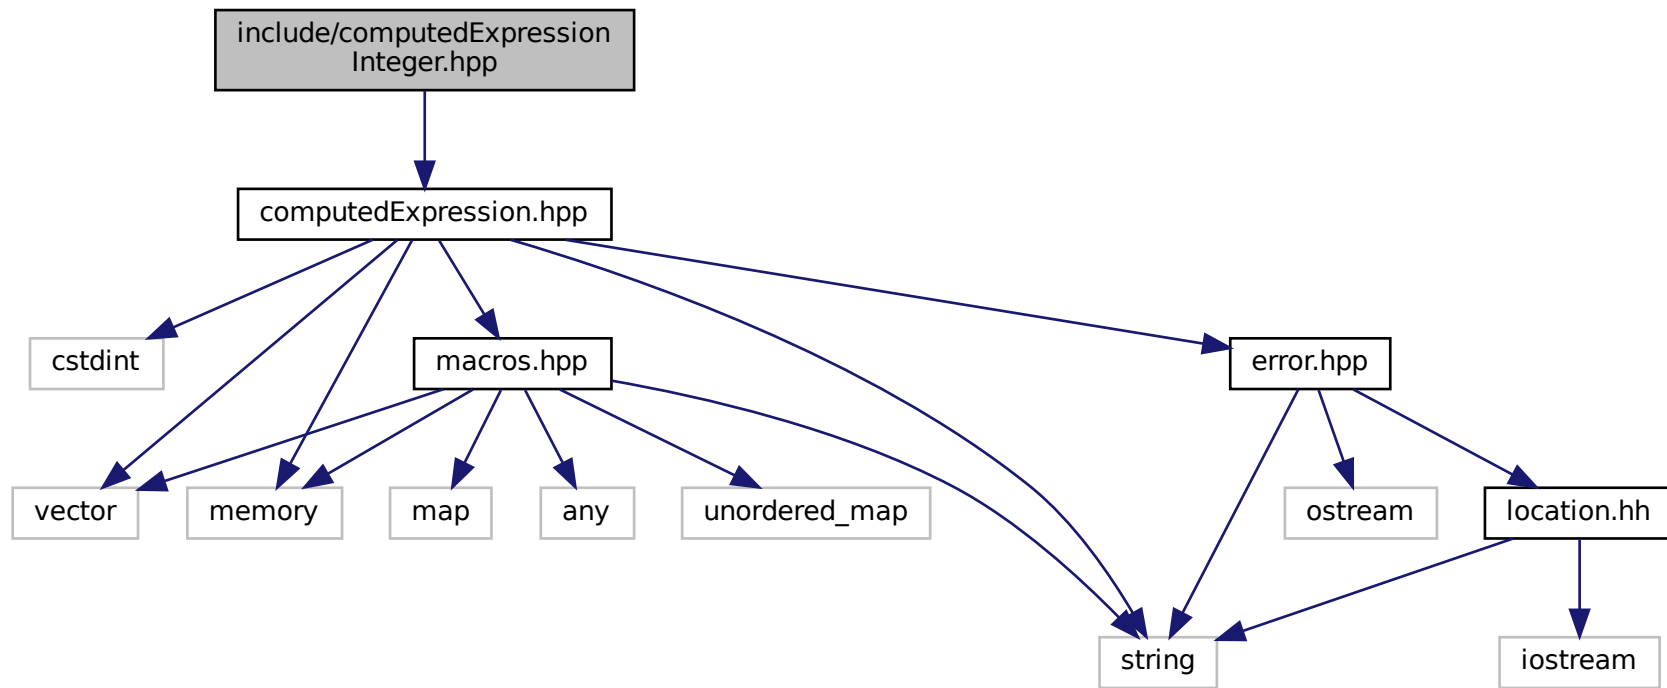 include/computedExpression
Integer.hpp
computedExpression.hpp
cstdint
macros.hpp
error.hpp
vector
memory
map
any
unordered_map
ostream
location.hh
string
iostream